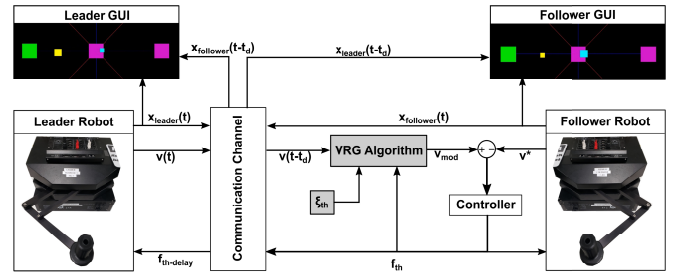 Leader GUI
Follower GUI
x_follower(t-t_d)
x_leader(t-t_d)
Leader Robot
x_leader(t)
Communication Channel
x_follower(t)
Follower Robot
v(t)
v(t-t_d)
VRG Algorithm
v_mod
+ -
v*
ξ_th
Controller
f_th-delay
f_th